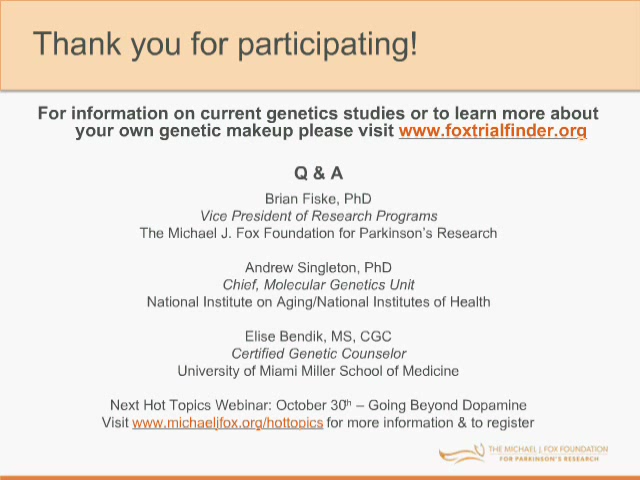 Thank you for participating!
For information on current genetics studies or to learn more about
your own genetic makeup please visit www.foxtrialfinder.org
Q & A
Brian Fiske, PhD
Vice President of Research Programs
The Michael J. Fox Foundation for Parkinson's Research
Andrew Singleton, PhD
Chief, Molecular Genetics Unit
National Institute on Aging/National Institutes of Health
Elise Bendik, MS, CGC
Certified Genetic Counselor
University of Miami Miller School of Medicine
Next Hot Topics Webinar: October 30th – Going Beyond Dopamine
Visit www.michaeljfox.org/hottopics for more information & to register
THE MICHAEL J. FOX FOUNDATION
FOR PARKINSON'S RESEARCH